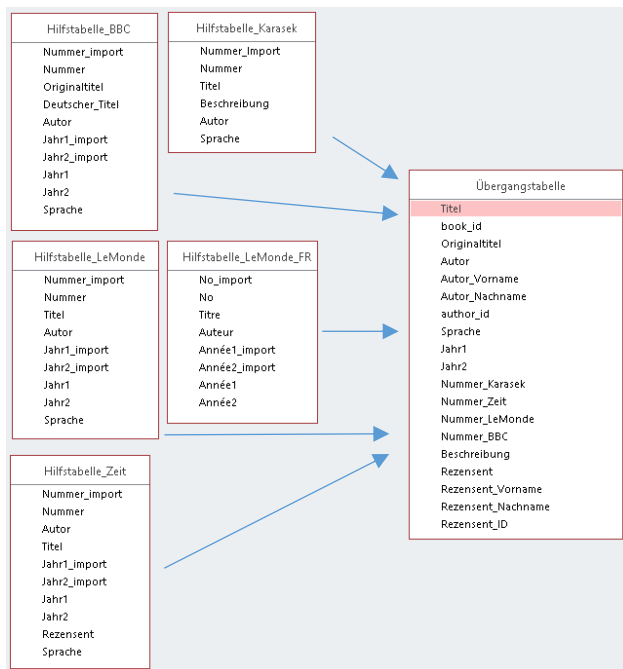 Hilfstabelle_BBC
Nummer_import
Nummer
Originaltitel
Deutscher_Titel
Autor
Jahr1_import
Jahr2_import
Jahr1
Jahr2
Sprache
Hilfstabelle_Karasek
Nummer_Import
Nummer
Titel
Beschreibung
Autor
Sprache
Hilfstabelle_LeMonde
Nummer_import
Nummer
Titel
Autor
Jahr1_import
Jahr2_import
Jahr1
Jahr2
Sprache
Hilfstabelle_LeMonde_FR
No_import
No
Titre
Auteur
Année1_import
Année2_import
Année1
Année2
Hilfstabelle_Zeit
Nummer_import
Nummer
Autor
Titel
Jahr1_import
Jahr2_import
Jahr1
Jahr2
Rezensent
Sprache
Übergangstabelle
Titel
book_id
Originaltitel
Autor
Autor_Vorname
Autor_Nachname
author_id
Sprache
Jahr1
Jahr2
Nummer_Karasek
Nummer_Zeit
Nummer_LeMonde
Nummer_BBC
Beschreibung
Rezensent
Rezensent_Vorname
Rezensent_Nachname
Rezensent_ID